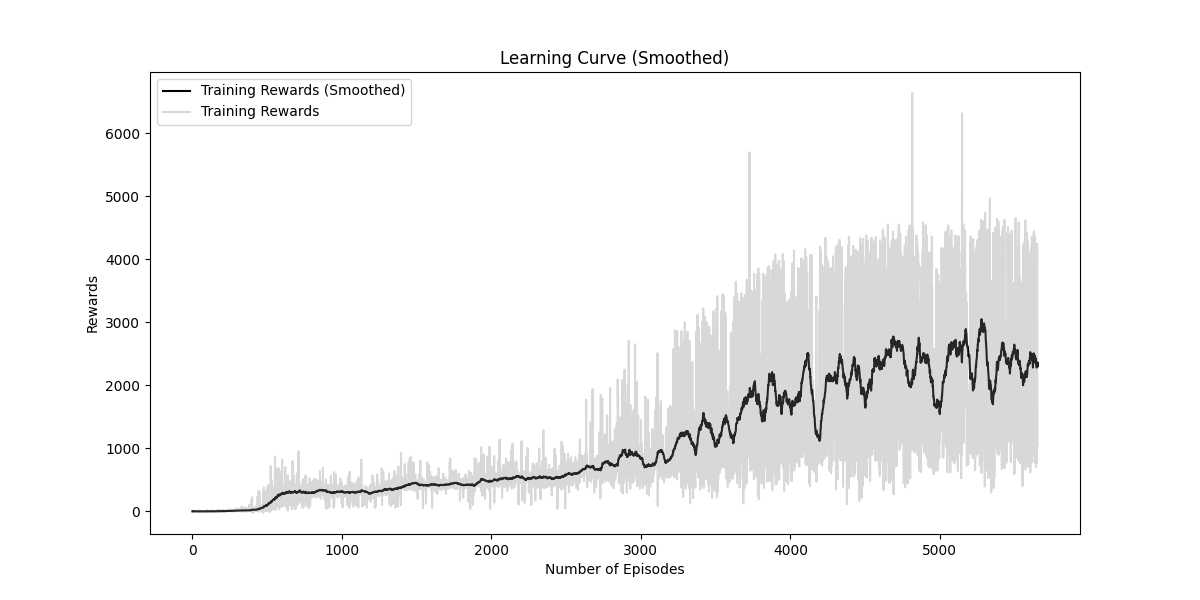 Learning Curve (Smoothed)
Training Rewards (Smoothed)
Training Rewards
6000
5000
4000
3000
2000
1000
0
Rewards
0 1000 2000 3000 4000 5000
Number of Episodes